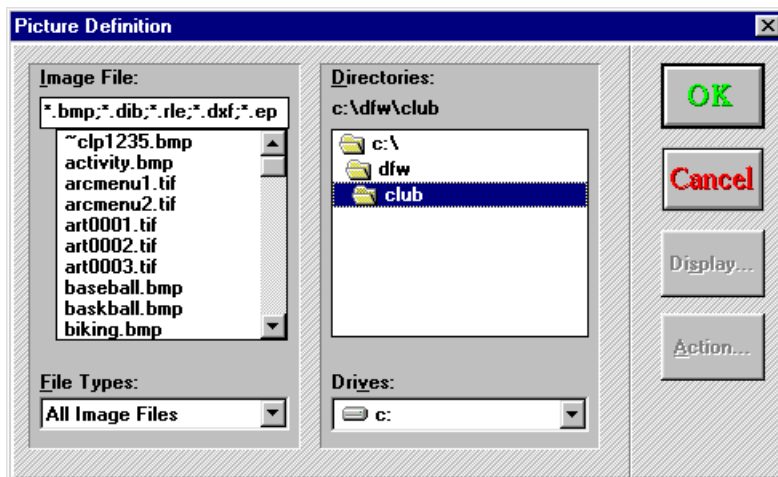 Picture Definition
Image File:
*.bmp;*.dib;*.rle;*.dxf;*.ep
~clp1235.bmp
activity.bmp
arcmenu1.tif
arcmenu2.tif
art0001.tif
art0002.tif
art0003.tif
baseball.bmp
baskball.bmp
biking.bmp
File Types:
All Image Files
Directories:
c:\dfw\club
c:\
dfw
club
Drives:
c:
OK
Cancel
Display...
Action...